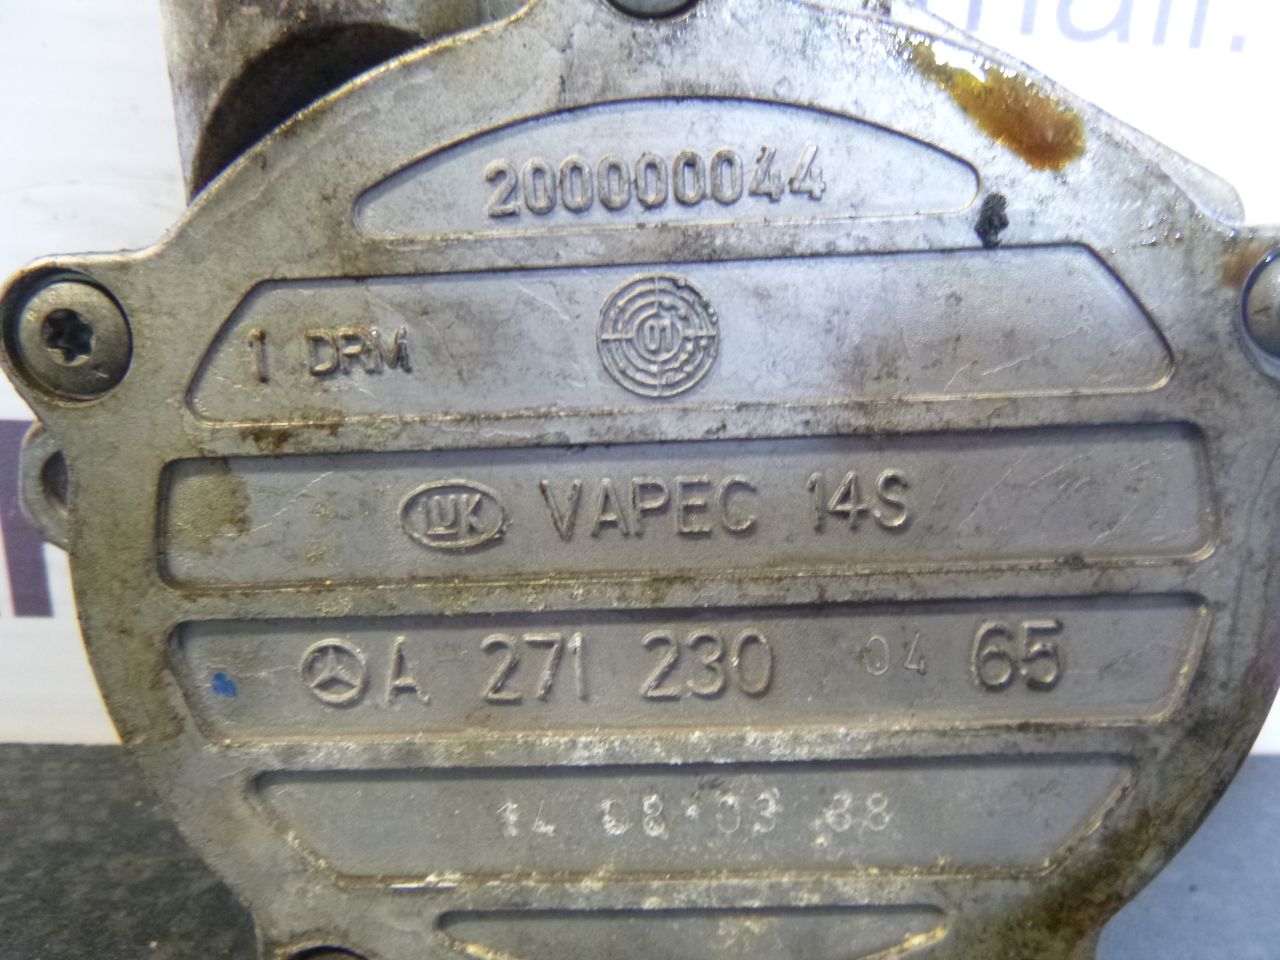 200000044
1 DRM
01
LUK VAPEC 14S
A 271 230 04 65
14 08 03 88